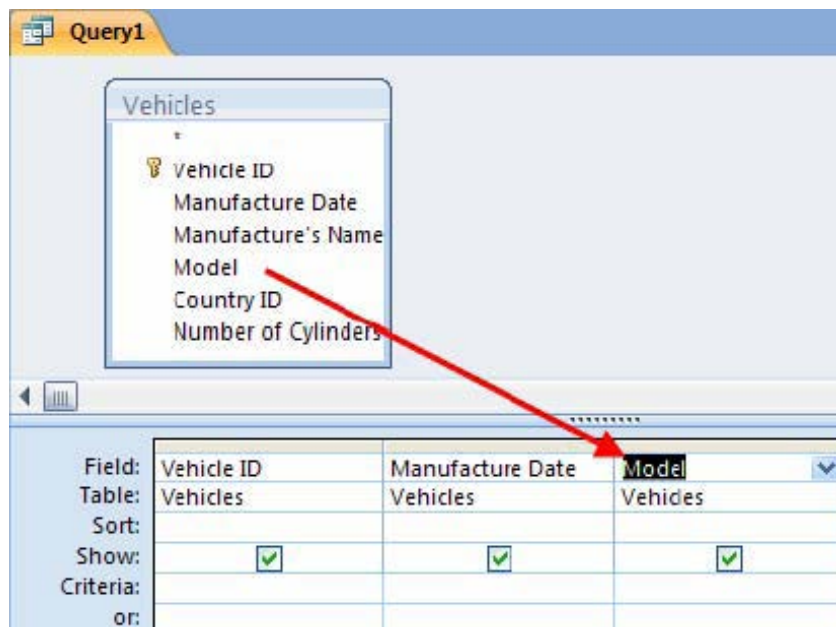 Query1
Vehicles
*
Vehicle ID
Manufacture Date
Manufacture's Name
Model
Country ID
Number of Cylinders
Field: Vehicle ID Manufacture Date Model
Table: Vehicles Vehicles Vehicles
Sort:
Show:
Criteria:
or: